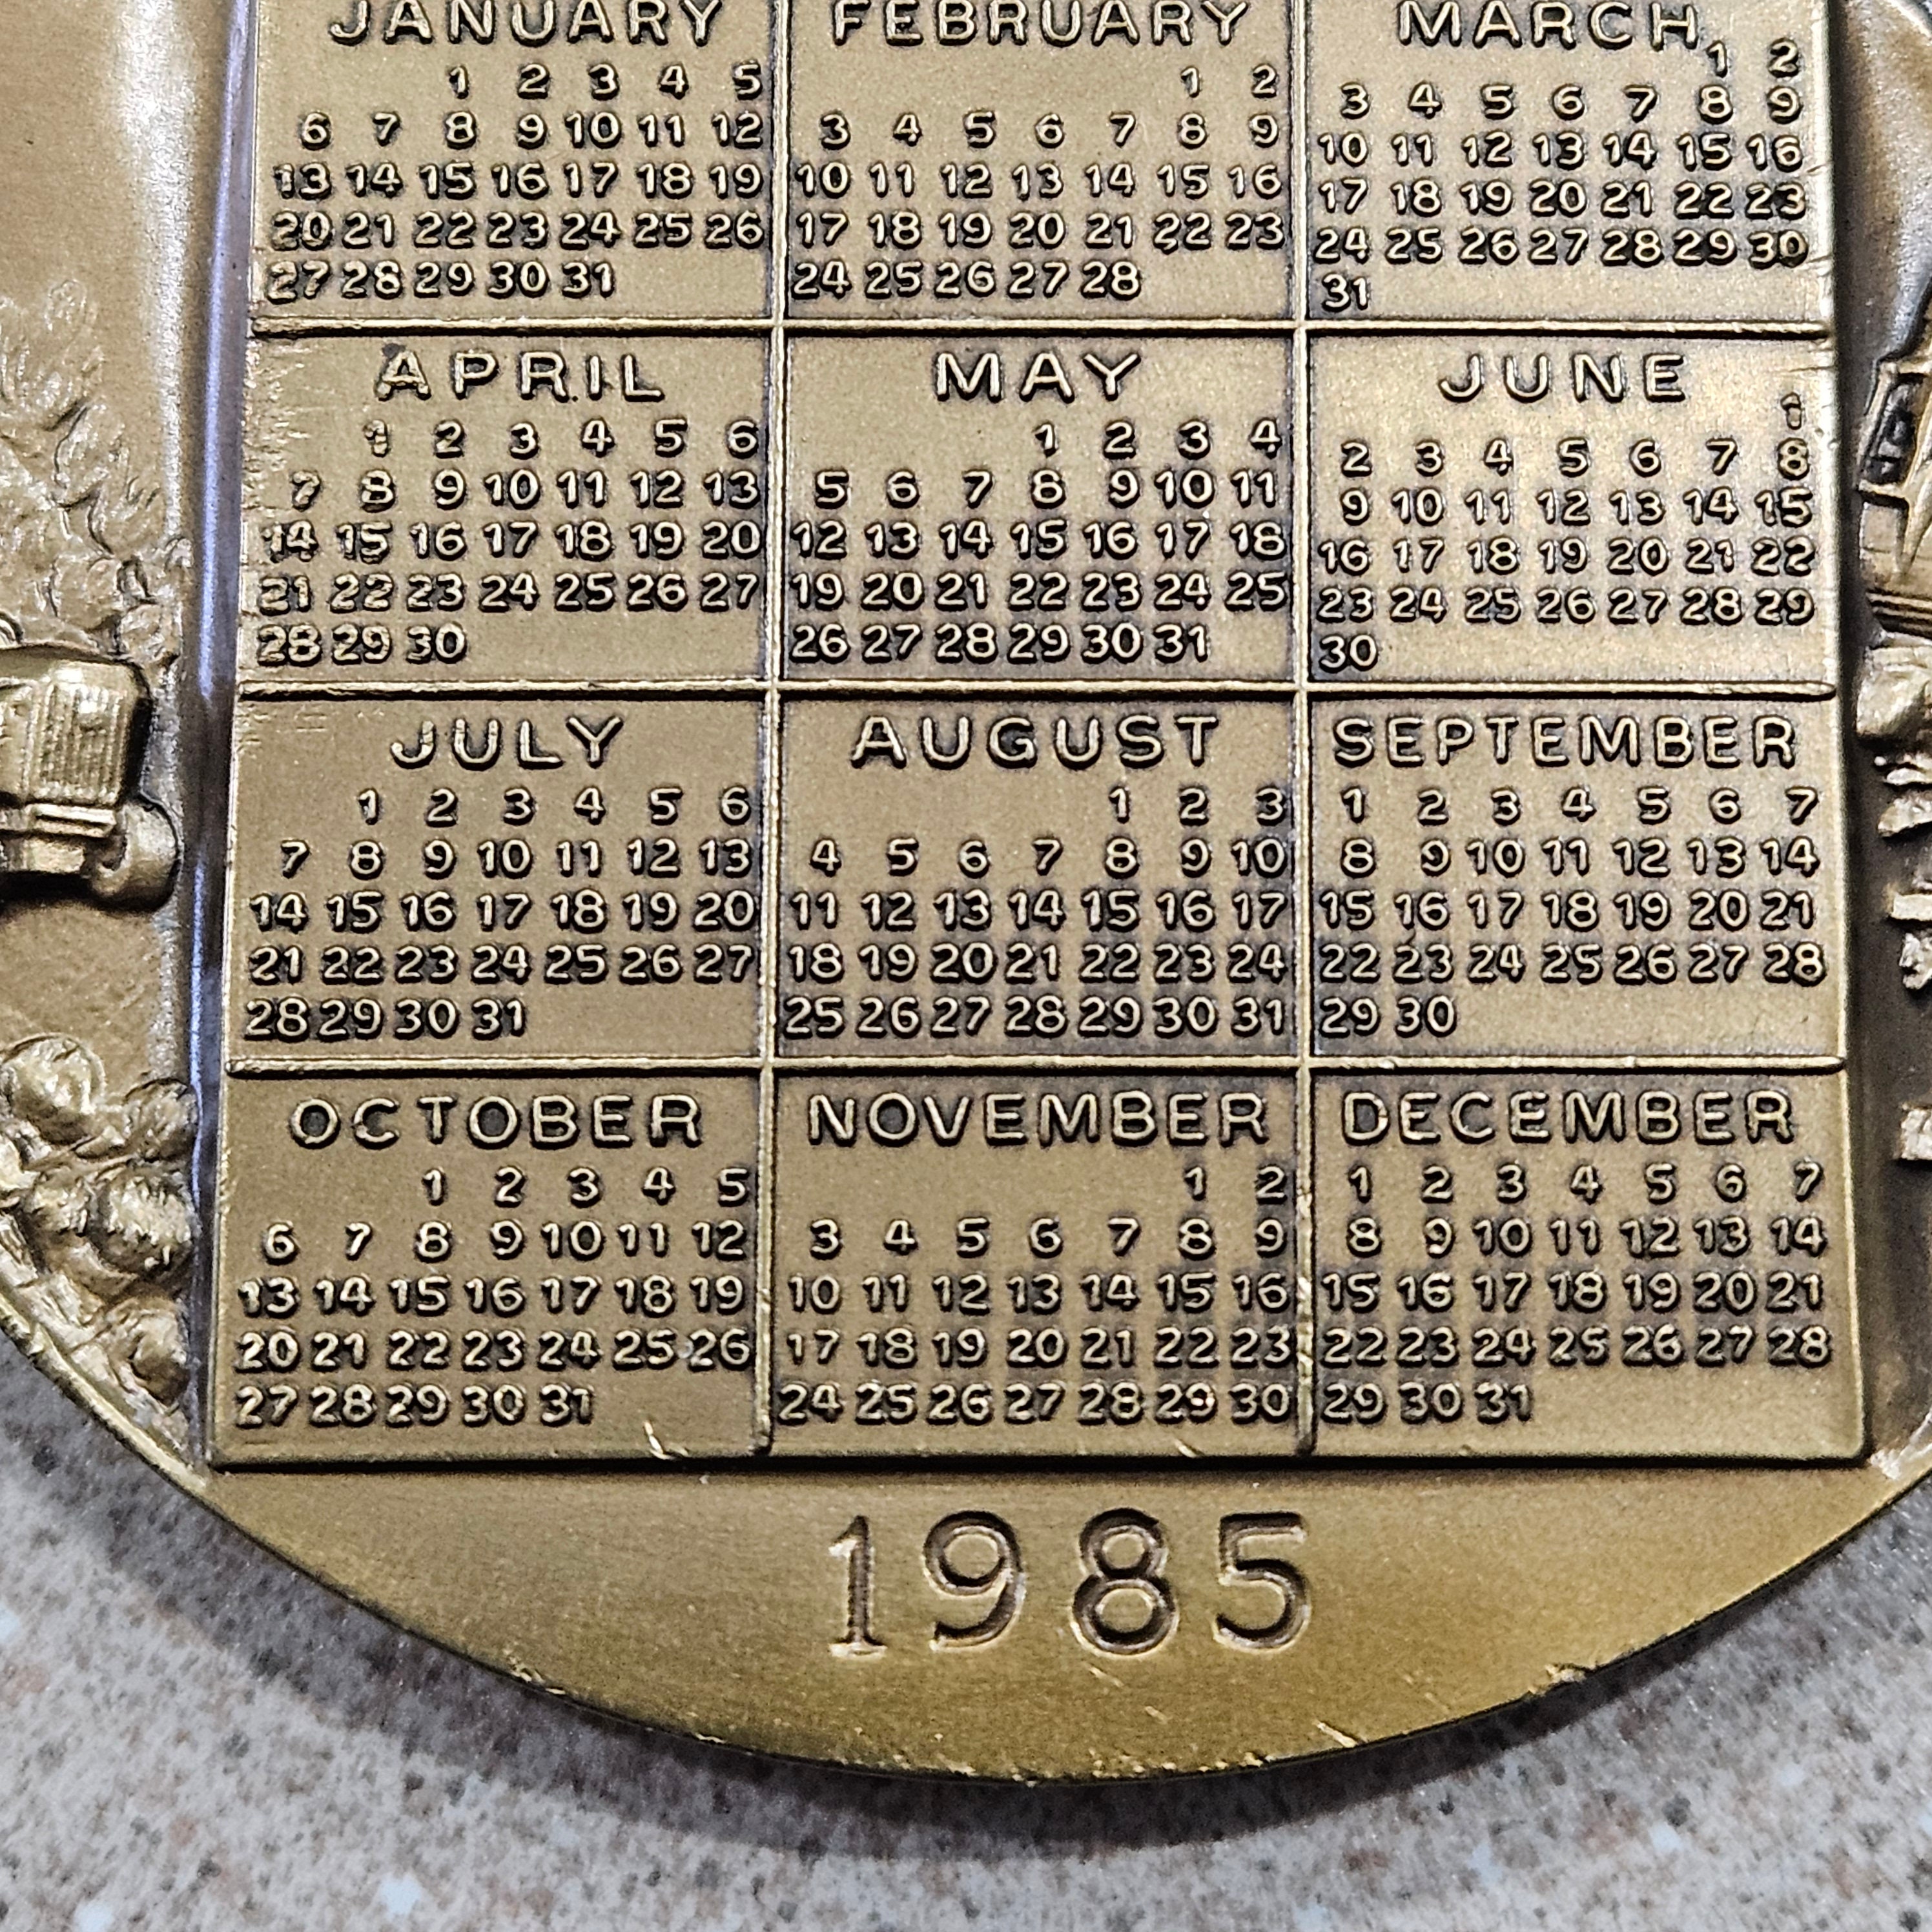 JANUARY
1 2 3 4 5
6 7 8 9 10 11 12
13 14 15 16 17 18 19
20 21 22 23 24 25 26
27 28 29 30 31
FEBRUARY
1 2
3 4 5 6 7 8 9
10 11 12 13 14 15 16
17 18 19 20 21 22 23
24 25 26 27 28
MARCH
1 2
3 4 5 6 7 8 9
10 11 12 13 14 15 16
17 18 19 20 21 22 23
24 25 26 27 28 29 30
31
APRIL
1 2 3 4 5 6
7 8 9 10 11 12 13
14 15 16 17 18 19 20
21 22 23 24 25 26 27
28 29 30
MAY
1 2 3 4
5 6 7 8 9 10 11
12 13 14 15 16 17 18
19 20 21 22 23 24 25
26 27 28 29 30 31
JUNE
1
2 3 4 5 6 7 8
9 10 11 12 13 14 15
16 17 18 19 20 21 22
23 24 25 26 27 28 29
30
JULY
1 2 3 4 5 6
7 8 9 10 11 12 13
14 15 16 17 18 19 20
21 22 23 24 25 26 27
28 29 30 31
AUGUST
1 2 3
4 5 6 7 8 9 10
11 12 13 14 15 16 17
18 19 20 21 22 23 24
25 26 27 28 29 30 31
SEPTEMBER
1 2 3 4 5 6 7
8 9 10 11 12 13 14
15 16 17 18 19 20 21
22 23 24 25 26 27 28
29 30
OCTOBER
1 2 3 4 5
6 7 8 9 10 11 12
13 14 15 16 17 18 19
20 21 22 23 24 25 26
27 28 29 30 31
NOVEMBER
1 2
3 4 5 6 7 8 9
10 11 12 13 14 15 16
17 18 19 20 21 22 23
24 25 26 27 28 29 30
DECEMBER
1 2 3 4 5 6 7
8 9 10 11 12 13 14
15 16 17 18 19 20 21
22 23 24 25 26 27 28
29 30 31
1985